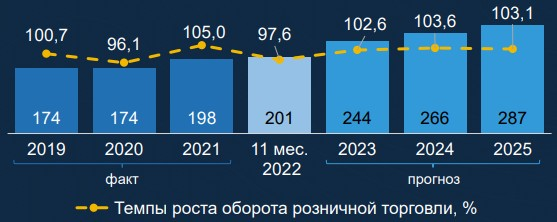 100,7 96,1 105,0 97,6 102,6 103,6 103,1
174 174 198 201 244 266 287
2019 2020 2021 11 мес. 2022 2023 2024 2025
факт прогноз
Темпы роста оборота розничной торговли, %